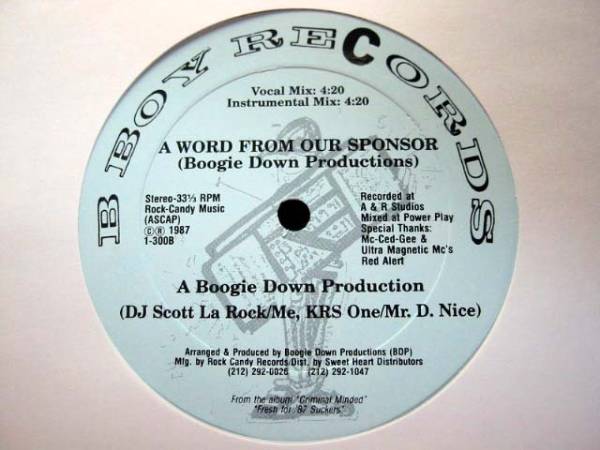 B BOY RECORDS
Vocal Mix: 4:20
Instrumental Mix: 4:20
A WORD FROM OUR SPONSOR
(Boogie Down Productions)
Stereo-33⅓ RPM
Rock-Candy Music
(ASCAP)
©℗ 1987
1-300B
Recorded at
A & R Studios
Mixed at Power Play
Special Thanks:
Mc-Ced-Gee &
Ultra Magnetic Mc's
Red Alert
A Boogie Down Production
(DJ Scott La Rock/Me, KRS One/Mr. D. Nice)
Arranged & Produced by Boogie Down Productions (BDP)
Mfg. by Rock Candy Records/Dist. by Sweet Heart Distributors
(212) 292-0026 (212) 292-1047
From the album "Criminal Minded"
"Fresh for '87 Suckers"